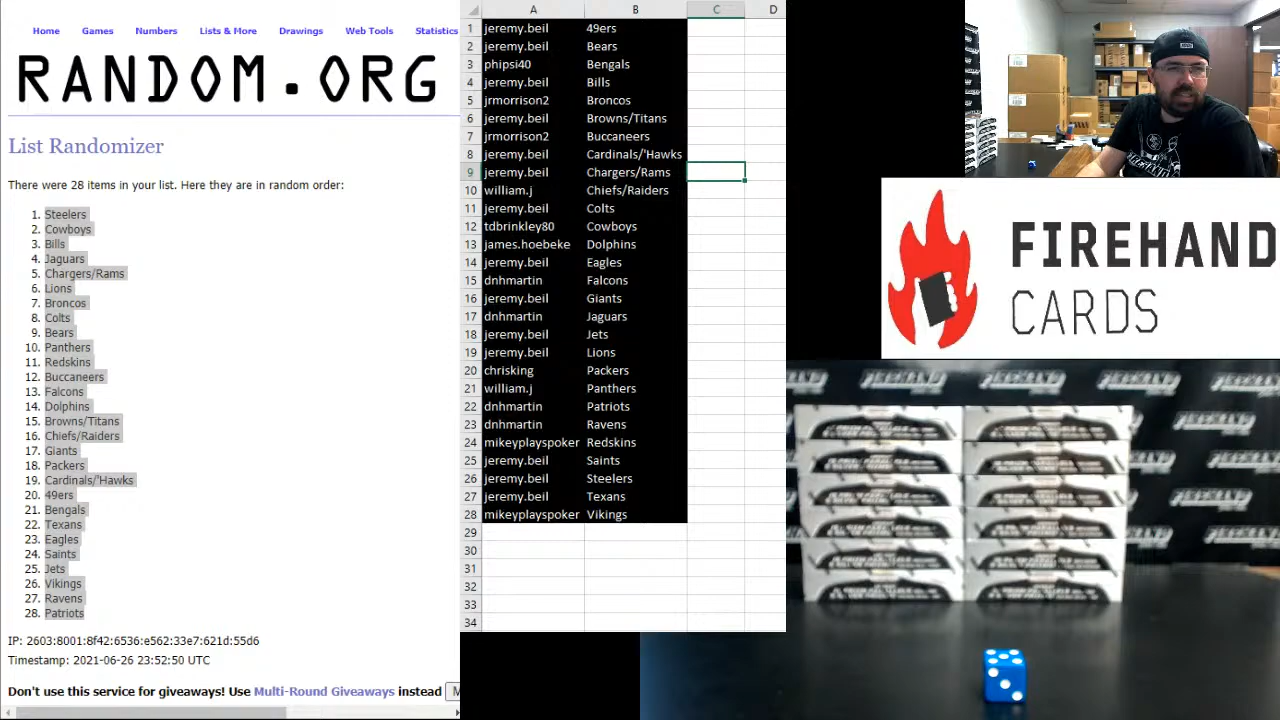 Home Games Numbers Lists & More Drawings Web Tools Statistics
RANDOM.ORG
List Randomizer
There were 28 items in your list. Here they are in random order:
1. Steelers
2. Cowboys
3. Bills
4. Jaguars
5. Chargers/Rams
6. Lions
7. Broncos
8. Colts
9. Bears
10. Panthers
11. Redskins
12. Buccaneers
13. Falcons
14. Dolphins
15. Browns/Titans
16. Chiefs/Raiders
17. Giants
18. Packers
19. Cardinals/'Hawks
20. 49ers
21. Bengals
22. Texans
23. Eagles
24. Saints
25. Jets
26. Vikings
27. Ravens
28. Patriots
IP: 2603:8001:8f42:6536:e562:33e7:621d:55d6
Timestamp: 2021-06-26 23:52:50 UTC
Don't use this service for giveaways! Use Multi-Round Giveaways instead
A B C D
1 jeremy.beil 49ers
2 jeremy.beil Bears
3 phipsi40 Bengals
4 jeremy.beil Bills
5 jrmorrison2 Broncos
6 jeremy.beil Browns/Titans
7 jrmorrison2 Buccaneers
8 jeremy.beil Cardinals/'Hawks
9 jeremy.beil Chargers/Rams
10 william.j Chiefs/Raiders
11 jeremy.beil Colts
12 tdbrinkley80 Cowboys
13 james.hoebeke Dolphins
14 jeremy.beil Eagles
15 dnhmartin Falcons
16 jeremy.beil Giants
17 dnhmartin Jaguars
18 jeremy.beil Jets
19 jeremy.beil Lions
20 chrisking Packers
21 william.j Panthers
22 dnhmartin Patriots
23 dnhmartin Ravens
24 mikeyplayspoker Redskins
25 jeremy.beil Saints
26 jeremy.beil Steelers
27 jeremy.beil Texans
28 mikeyplayspoker Vikings
29
30
31
32
33
34
FIREHAND
CARDS